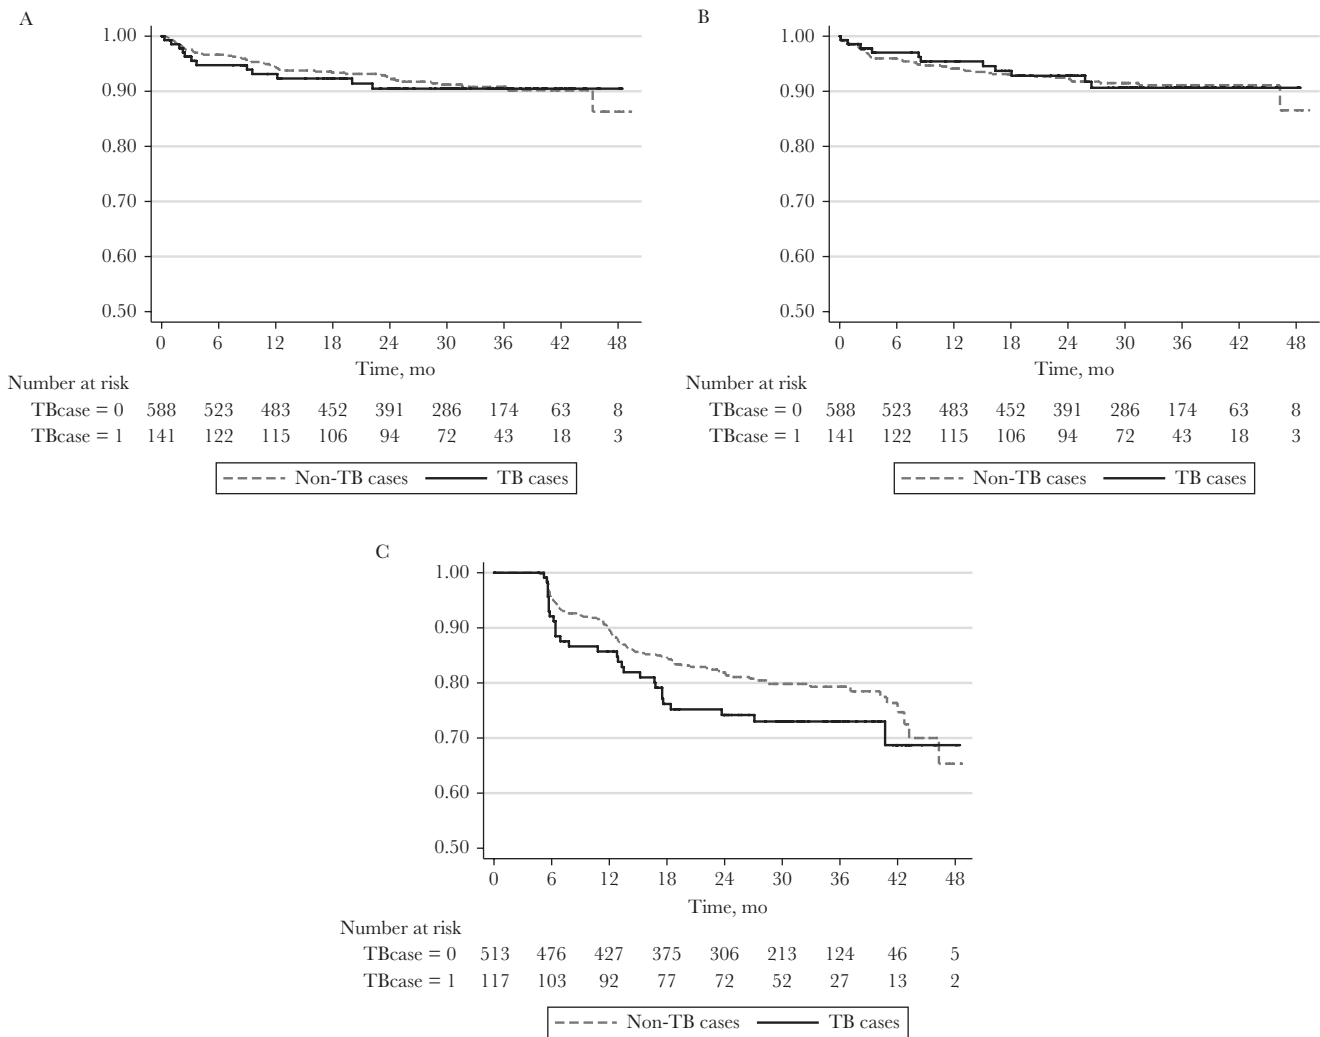 A
1.00
0.90
0.80
0.70
0.60
0.50
0 6 12 18 24 30 36 42 48
Time, mo
Number at risk
TBcase = 0 588 523 483 452 391 286 174 63 8
TBcase = 1 141 122 115 106 94 72 43 18 3
Non-TB cases TB cases
B
1.00
0.90
0.80
0.70
0.60
0.50
0 6 12 18 24 30 36 42 48
Time, mo
Number at risk
TBcase = 0 588 523 483 452 391 286 174 63 8
TBcase = 1 141 122 115 106 94 72 43 18 3
Non-TB cases TB cases
C
1.00
0.90
0.80
0.70
0.60
0.50
0 6 12 18 24 30 36 42 48
Time, mo
Number at risk
TBcase = 0 513 476 427 375 306 213 124 46 5
TBcase = 1 117 103 92 77 72 52 27 13 2
Non-TB cases TB cases